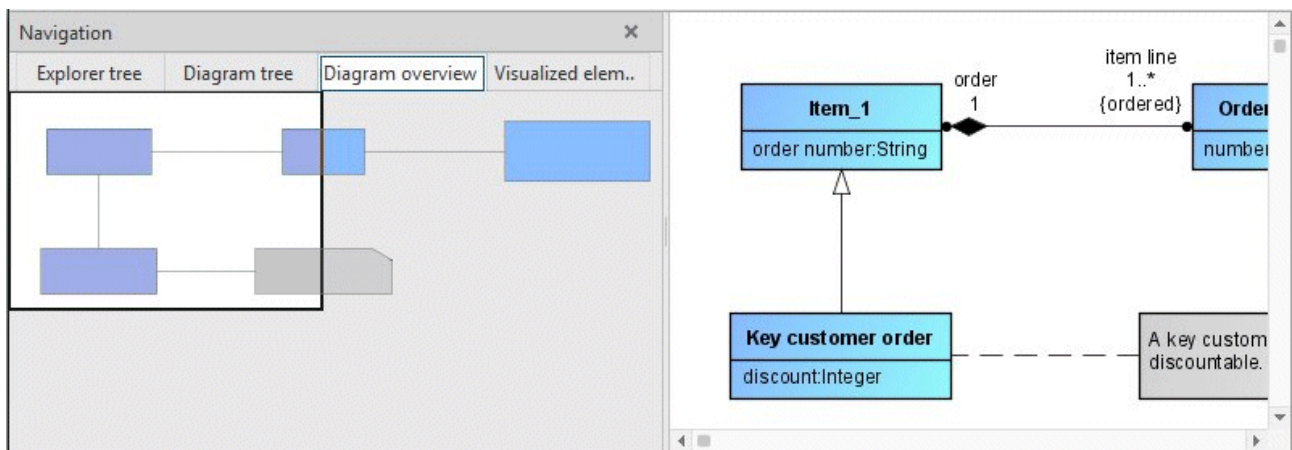 Navigation
Explorer tree
Diagram tree
Diagram overview
Visualized elem..
item line
1..*
{ordered}
order
1
Item_1
order number:String
Order
number
Key customer order
discount:Integer
A key custom
discountable.